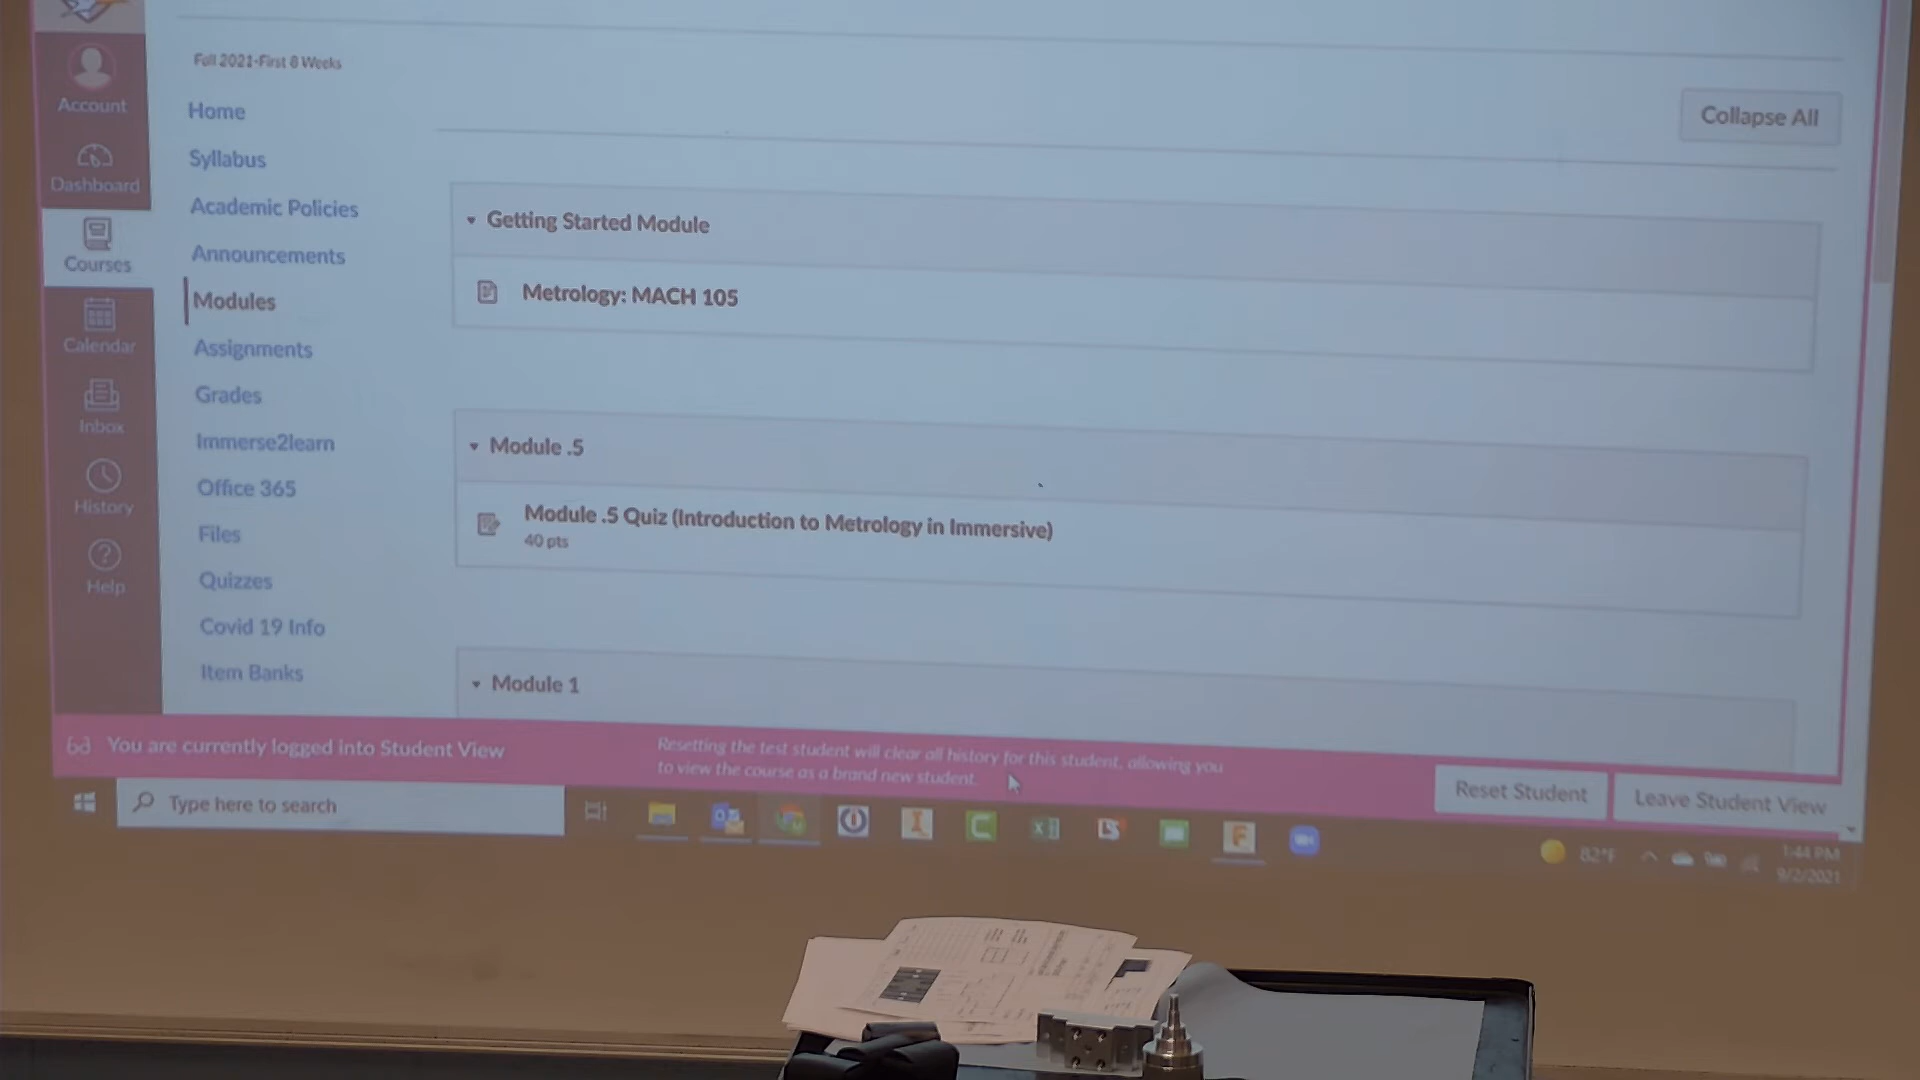 Fall 2021-First 8 Weeks
Account
Dashboard
Courses
Calendar
Inbox
History
Help
Home
Syllabus
Academic Policies
Announcements
Modules
Assignments
Grades
Immerse2learn
Office 365
Files
Quizzes
Covid 19 Info
Item Banks
Collapse All
Getting Started Module
Metrology: MACH 105
Module .5
Module .5 Quiz (Introduction to Metrology in Immersive)
40 pts
Module 1
You are currently logged into Student View
Resetting the test student will clear all history for this student, allowing you
to view the course as a brand new student.
Reset Student
Leave Student View
Type here to search
82°F
1:44 PM
9/2/2021